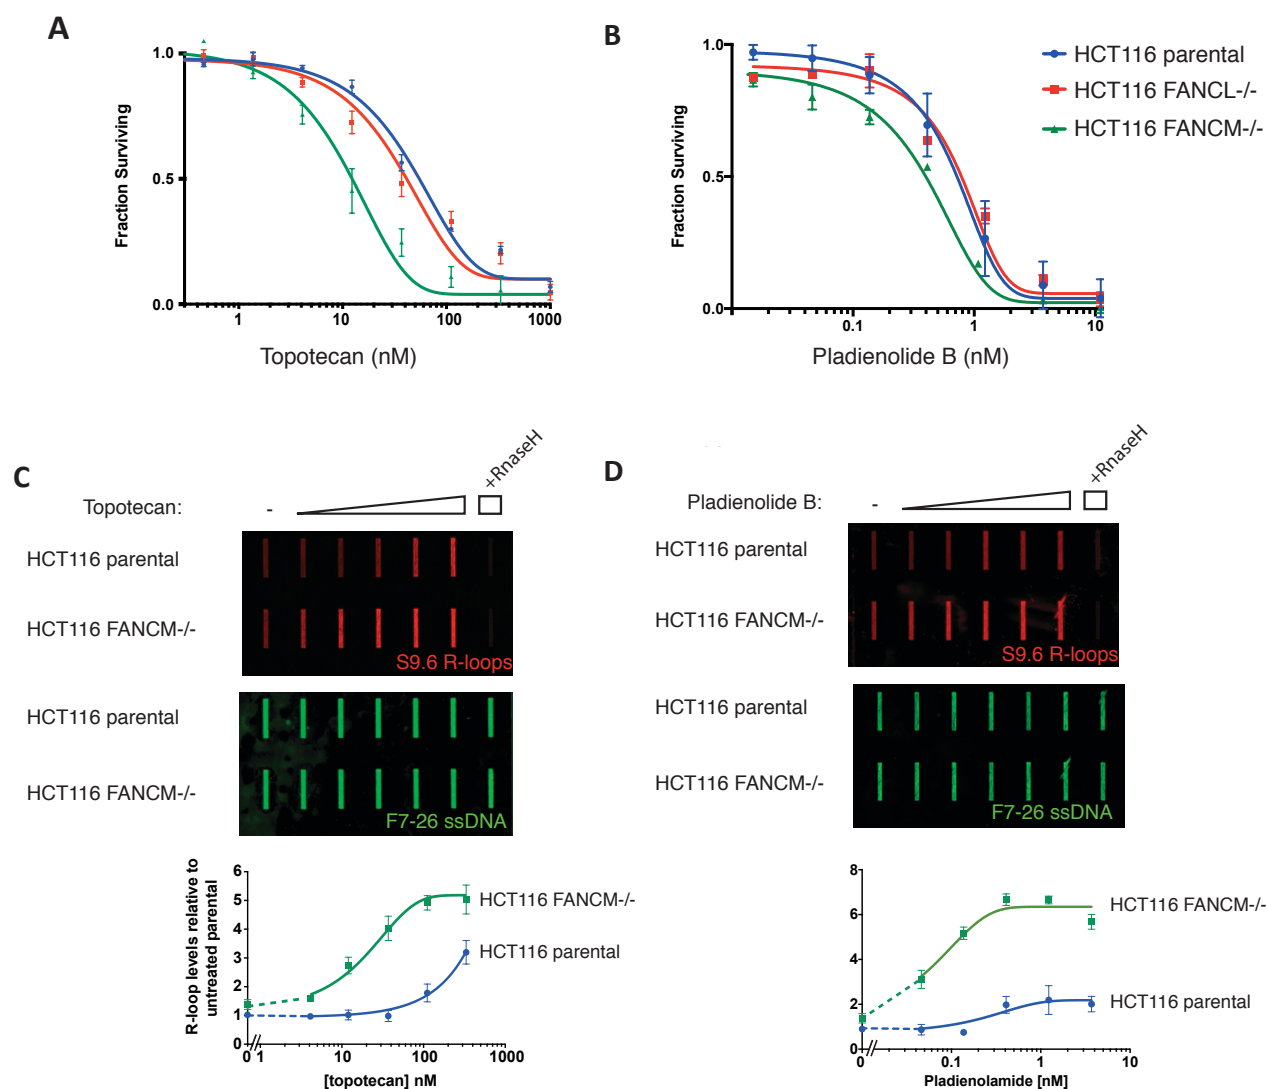 A
1.0
0.5
0.0
Fraction Surviving
1
10
100
1000
Topotecan (nM)
B
1.0
0.5
0.0
Fraction Surviving
0.1
1
10
Pladienolide B (nM)
HCT116 parental
HCT116 FANCL-/-
HCT116 FANCM-/-
C
Topotecan:
-
+RnaseH
HCT116 parental
HCT116 FANCM-/-
S9.6 R-loops
HCT116 parental
HCT116 FANCM-/-
F7-26 ssDNA
R-loop levels relative to
untreated parental
6
5
4
3
2
1
0
0
1
10
100
1000
[topotecan] nM
HCT116 FANCM-/-
HCT116 parental
D
Pladienolide B:
-
+RnaseH
HCT116 parental
HCT116 FANCM-/-
S9.6 R-loops
HCT116 parental
HCT116 FANCM-/-
F7-26 ssDNA
8
6
4
2
0
0
0.1
1
10
Pladienolamide [nM]
HCT116 FANCM-/-
HCT116 parental